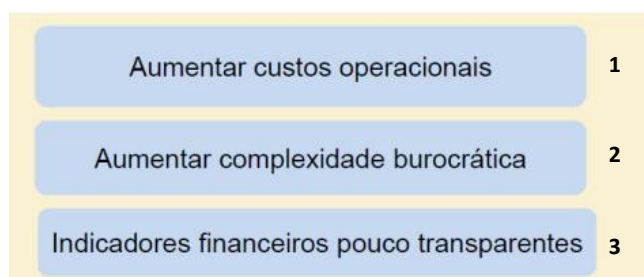 Aumentar custos operacionais 1
Aumentar complexidade burocrática 2
Indicadores financeiros pouco transparentes 3